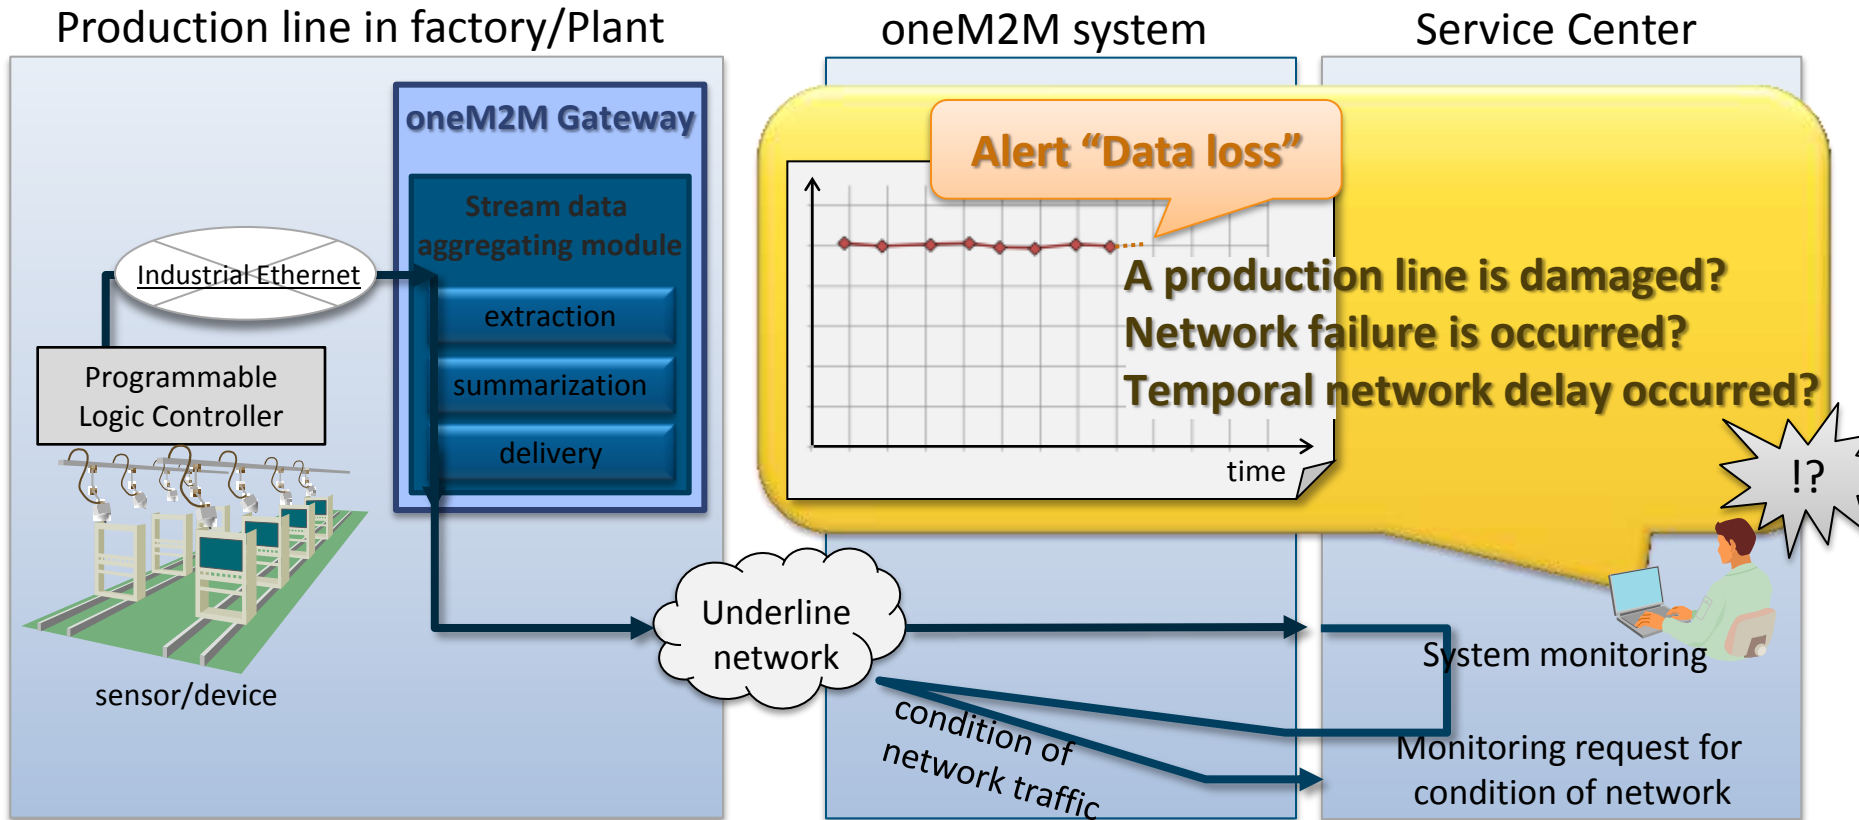 Production line in factory/Plant
oneM2M system
Service Center
oneM2M Gateway
Stream data
aggregating module
extraction
summarization
delivery
Industrial Ethernet
Programmable
Logic Controller
sensor/device
Alert “Data loss”
A production line is damaged?
Network failure is occurred?
Temporal network delay occurred?
time
!?
Underline
network
System monitoring
condition of
network traffic
Monitoring request for
condition of network